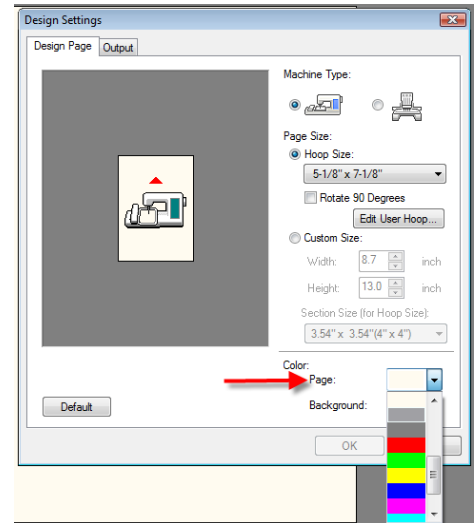 Design Settings
Design Page
Output
Machine Type:
Page Size:
Hoop Size:
5-1/8" x 7-1/8"
Rotate 90 Degrees
Edit User Hoop...
Custom Size:
Width: 8.7 inch
Height: 13.0 inch
Section Size (for Hoop Size):
3.54" x 3.54"(4" x 4")
Color:
Page:
Default
Background:
OK